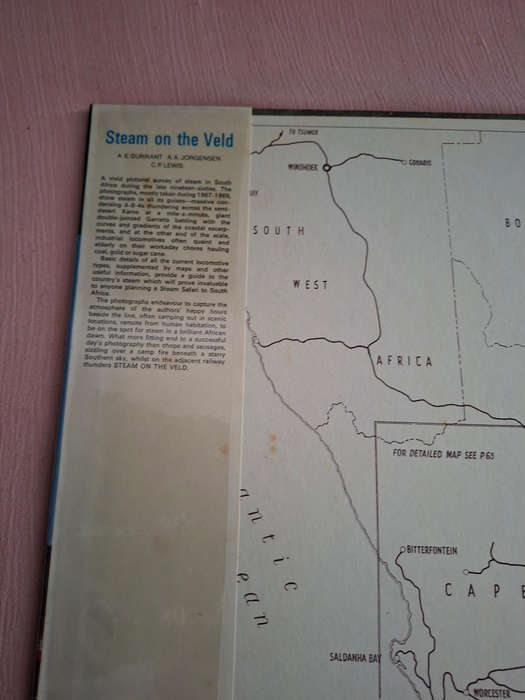 Steam on the Veld
A.E. DURRANT A.A. JORGENSEN
C.P. LEWIS
A vivid pictorial survey of steam in South
Africa during the late nineteen-sixties. The
photographs, mostly taken during 1967-1969,
show steam in all its guises—massive con-
densing 4-8-4s thundering across the semi-
desert Karoo at a mile-a-minute, giant
double-jointed Garratts battling with the
curves and gradients of the coastal escarp-
ments, and at the other end of the scale,
industrial locomotives often quaint and
elderly on their workaday chores hauling
coal, gold or sugar cane.
Basic details of all the current locomotive
types, supplemented by maps and other
useful information, provide a guide to the
country's steam which will prove invaluable
to anyone planning a Steam Safari to South
Africa.
The photographs endeavour to capture the
atmosphere of the authors' happy hours
beside the line, often camping out in scenic
locations, remote from human habitation, to
be on the spot for steam in a brilliant African
dawn. What more fitting end to a successful
day's photography than chops and sausages,
sizzling over a camp fire beneath a starry
Southern sky, whilst on the adjacent railway
thunders STEAM ON THE VELD.
TO TSUMEB
WINDHOEK
GOBABIS
BO
SOUTH
WEST
AFRICA
FOR DETAILED MAP SEE P65
antic
ean
BITTERFONTEIN
CAPE
SALDANHA BAY
WORCESTER